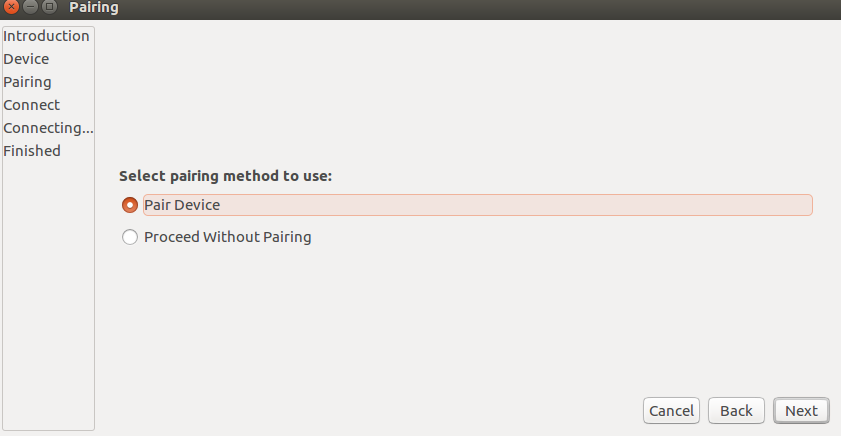 Pairing
Introduction
Device
Pairing
Connect
Connecting...
Finished
Select pairing method to use:
Pair Device
Proceed Without Pairing
Cancel Back Next